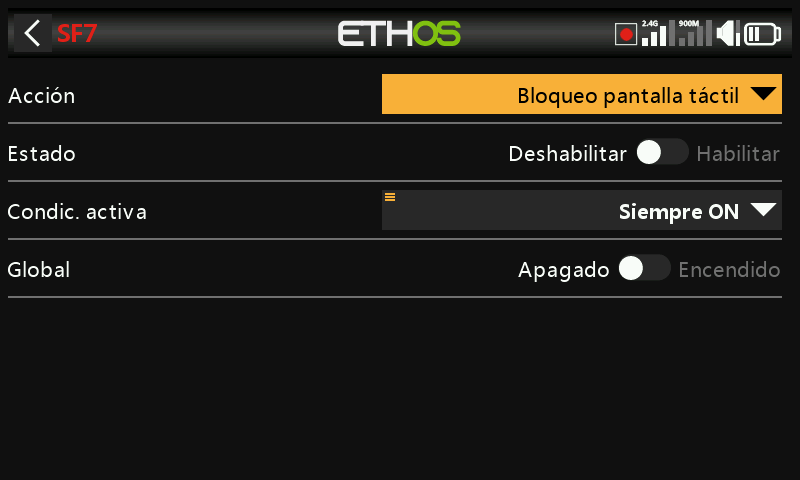 SF7
ETHOS
2.4G
900M
Acción
Bloqueo pantalla táctil
Estado
Deshabilitar
Habilitar
Condic. activa
Siempre ON
Global
Apagado
Encendido